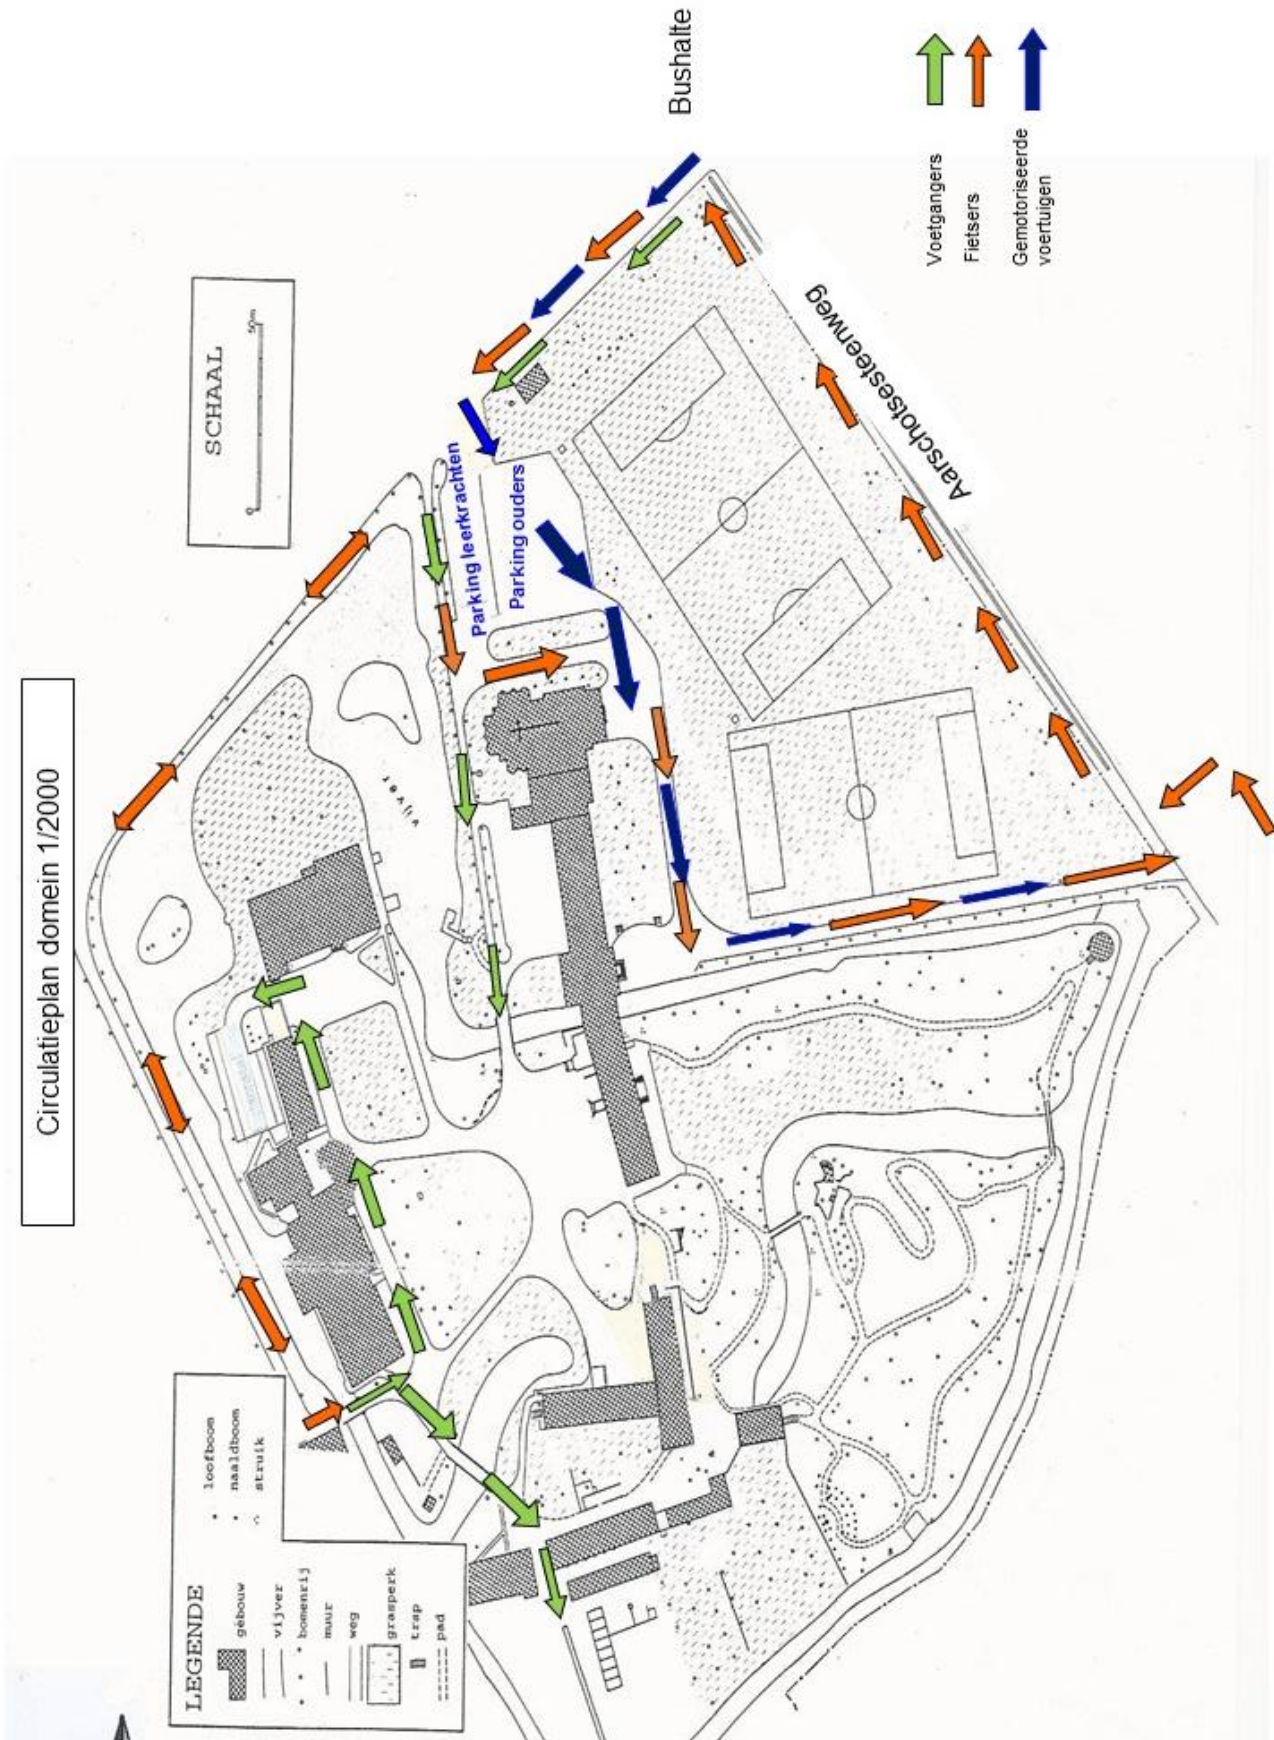 Circulatieplan domein 1/2000
SCHAAL
0
50m
Bushalte
Voetgangers
Fietsers
Gemotoriseerde
voertuigen
Aarschotsesteenweg
Parking leerkrachten
Parking ouders
vijver
LEGENDE
gebouw
vijver
bomenrij
muur
weg
grasperk
trap
pad
loofboom
naaldboom
struik